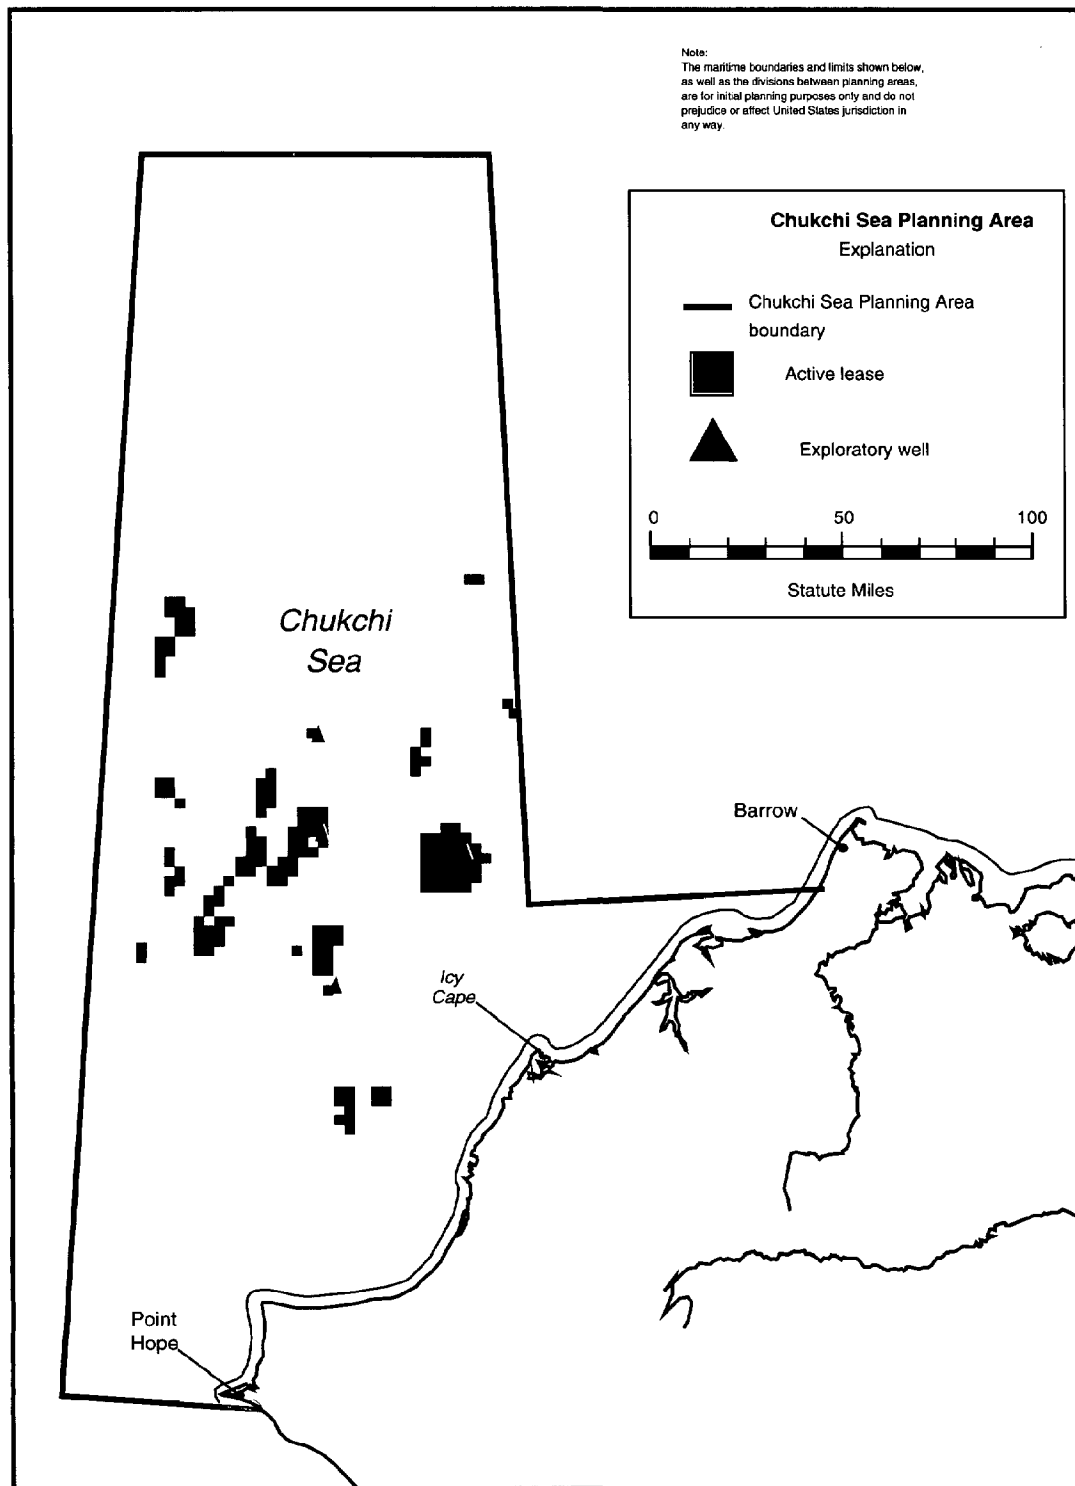 Note:
The maritime boundaries and limits shown below,
as well as the divisions between planning areas,
are for initial planning purposes only and do not
prejudice or affect United States jurisdiction in
any way.
Chukchi Sea Planning Area
Explanation
Chukchi Sea Planning Area
boundary
Active lease
Exploratory well
0 50 100
Statute Miles
Chukchi
Sea
Barrow
Icy
Cape
Point
Hope